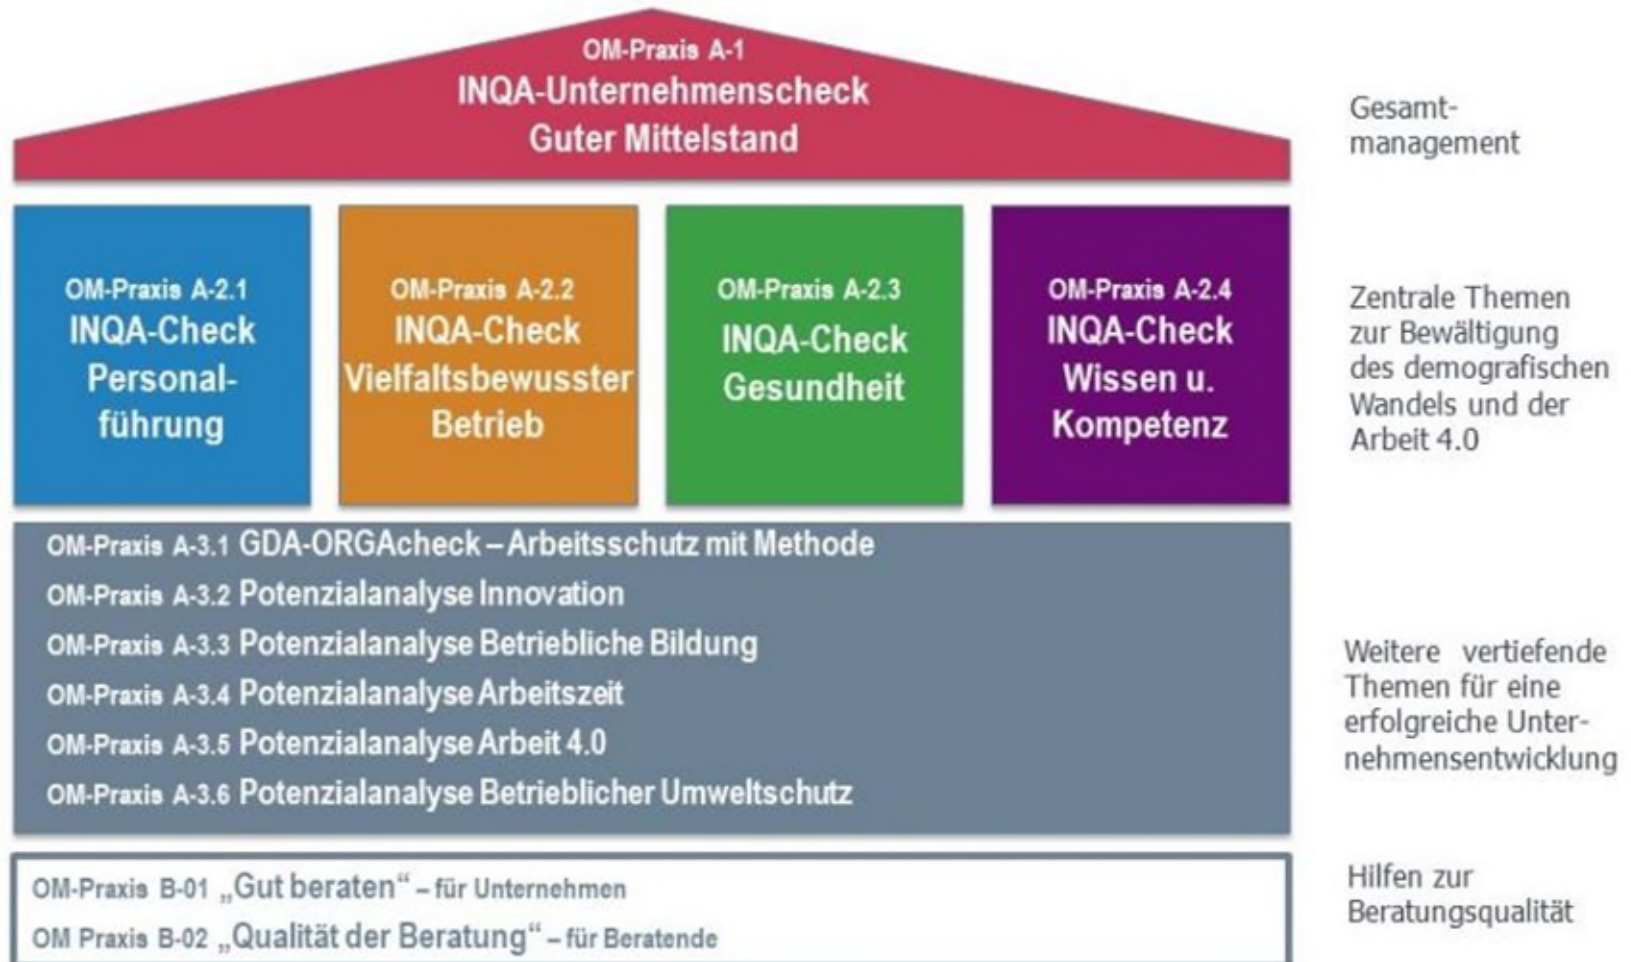 OM-Praxis A-1
INQA-Unternehmenscheck
Guter Mittelstand
Gesamt-
management
OM-Praxis A-2.1
INQA-Check
Personal-
führung
OM-Praxis A-2.2
INQA-Check
Vielfaltsbewusster
Betrieb
OM-Praxis A-2.3
INQA-Check
Gesundheit
OM-Praxis A-2.4
INQA-Check
Wissen u.
Kompetenz
Zentrale Themen
zur Bewältigung
des demografischen
Wandels und der
Arbeit 4.0
OM-Praxis A-3.1 GDA-ORGAcheck – Arbeitsschutz mit Methode
OM-Praxis A-3.2 Potenzialanalyse Innovation
OM-Praxis A-3.3 Potenzialanalyse Betriebliche Bildung
OM-Praxis A-3.4 Potenzialanalyse Arbeitszeit
OM-Praxis A-3.5 Potenzialanalyse Arbeit 4.0
OM-Praxis A-3.6 Potenzialanalyse Betrieblicher Umweltschutz
Weitere vertiefende
Themen für eine
erfolgreiche Unter-
nehmensentwicklung
OM-Praxis B-01 „Gut beraten“ – für Unternehmen
OM Praxis B-02 „Qualität der Beratung“ – für Beratende
Hilfen zur
Beratungsqualität